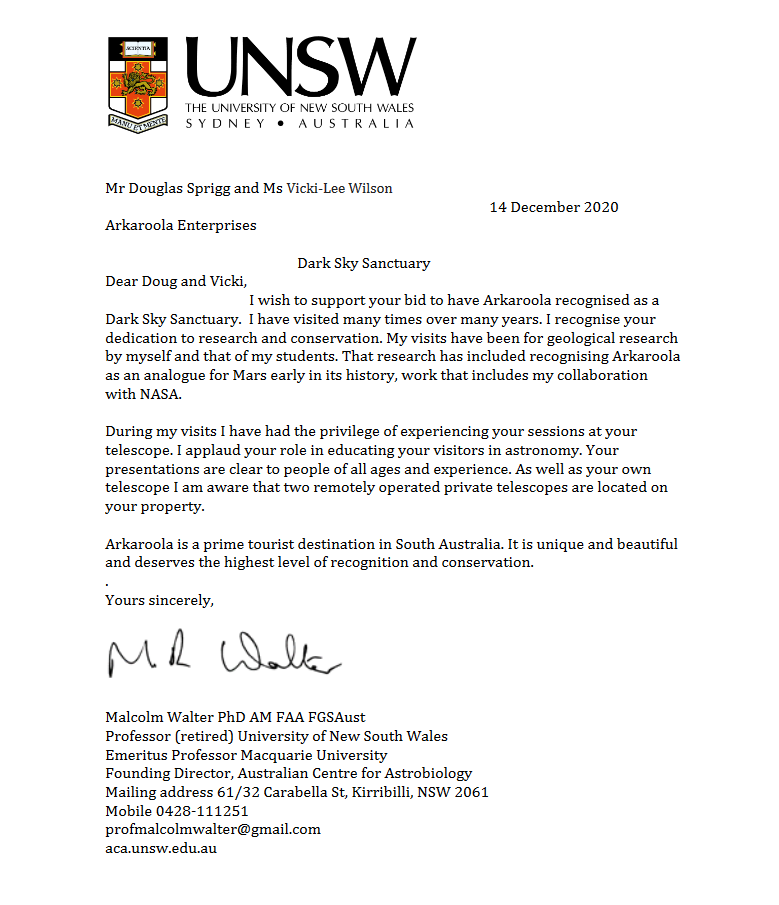 SCIENTIA
MANU ET MENTE
UNSW
THE UNIVERSITY OF NEW SOUTH WALES
SYDNEY • AUSTRALIA
Mr Douglas Sprigg and Ms Vicki-Lee Wilson
14 December 2020
Arkaroola Enterprises
Dark Sky Sanctuary
Dear Doug and Vicki,
I wish to support your bid to have Arkaroola recognised as a
Dark Sky Sanctuary.  I have visited many times over many years. I recognise your
dedication to research and conservation. My visits have been for geological research
by myself and that of my students. That research has included recognising Arkaroola
as an analogue for Mars early in its history, work that includes my collaboration
with NASA.
During my visits I have had the privilege of experiencing your sessions at your
telescope. I applaud your role in educating your visitors in astronomy. Your
presentations are clear to people of all ages and experience. As well as your own
telescope I am aware that two remotely operated private telescopes are located on
your property.
Arkaroola is a prime tourist destination in South Australia. It is unique and beautiful
and deserves the highest level of recognition and conservation.
.
Yours sincerely,
M. R Walter
Malcolm Walter PhD AM FAA FGSAust
Professor (retired) University of New South Wales
Emeritus Professor Macquarie University
Founding Director, Australian Centre for Astrobiology
Mailing address 61/32 Carabella St, Kirribilli, NSW 2061
Mobile 0428-111251
profmalcolmwalter@gmail.com
aca.unsw.edu.au